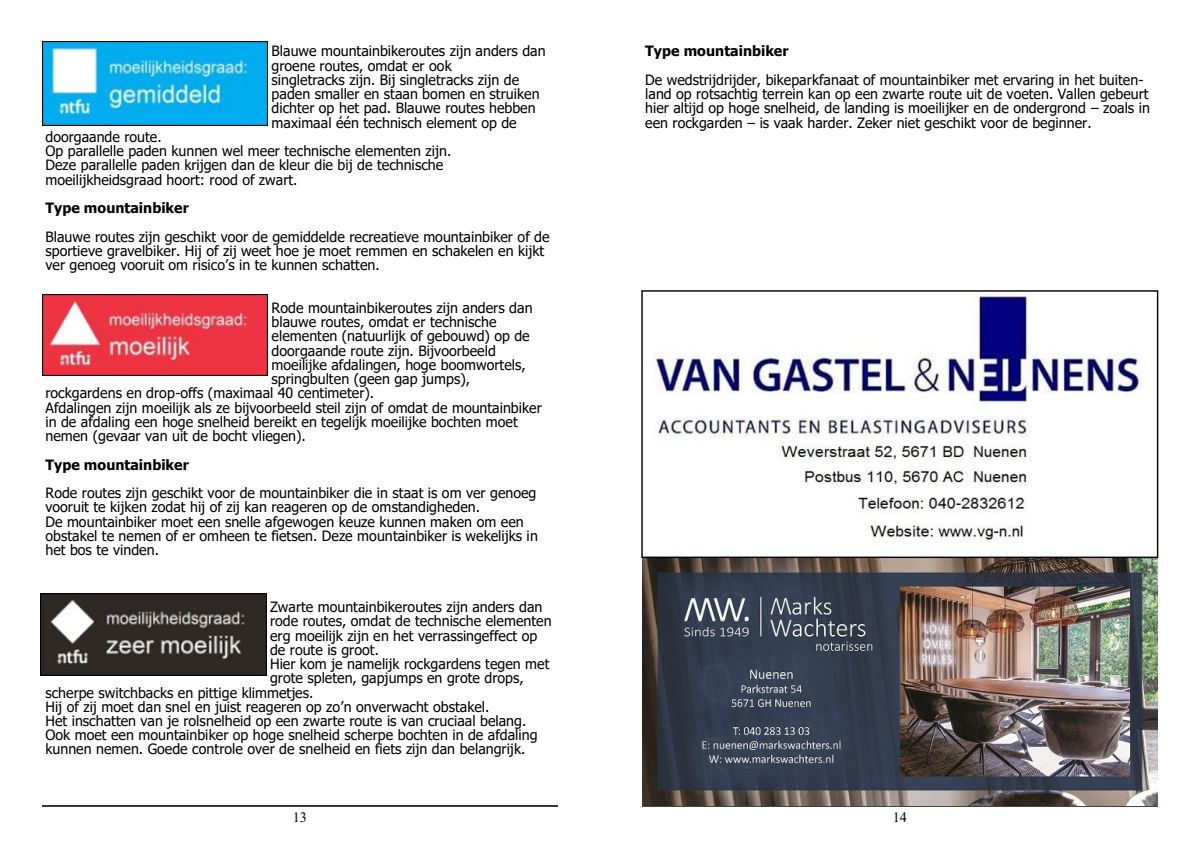 moeilijkheidsgraad:
gemiddeld
ntfu
Blauwe mountainbikeroutes zijn anders dan
groene routes, omdat er ook
singletracks zijn. Bij singletracks zijn de
paden smaller en staan bomen en struiken
dichter op het pad. Blauwe routes hebben
maximaal één technisch element op de
doorgaande route.
Op parallelle paden kunnen wel meer technische elementen zijn.
Deze parallelle paden krijgen dan de kleur die bij de technische
moeilijkheidsgraad hoort: rood of zwart.
Type mountainbiker
Blauwe routes zijn geschikt voor de gemiddelde recreatieve mountainbiker of de
sportieve gravelbiker. Hij of zij weet hoe je moet remmen en schakelen en kijkt
ver genoeg vooruit om risico’s in te kunnen schatten.
moeilijkheidsgraad:
moeilijk
ntfu
Rode mountainbikeroutes zijn anders dan
blauwe routes, omdat er technische
elementen (natuurlijk of gebouwd) op de
doorgaande route zijn. Bijvoorbeeld
moeilijke afdalingen, hoge boomwortels,
springbulten (geen gap jumps),
rockgardens en drop-offs (maximaal 40 centimeter).
Afdalingen zijn moeilijk als ze bijvoorbeeld steil zijn of omdat de mountainbiker
in de afdaling een hoge snelheid bereikt en tegelijk moeilijke bochten moet
nemen (gevaar van uit de bocht vliegen).
Type mountainbiker
Rode routes zijn geschikt voor de mountainbiker die in staat is om ver genoeg
vooruit te kijken zodat hij of zij kan reageren op de omstandigheden.
De mountainbiker moet een snelle afgewogen keuze kunnen maken om een
obstakel te nemen of er omheen te fietsen. Deze mountainbiker is wekelijks in
het bos te vinden.
moeilijkheidsgraad:
zeer moeilijk
ntfu
Zwarte mountainbikeroutes zijn anders dan
rode routes, omdat de technische elementen
erg moeilijk zijn en het verrassingeffect op
de route is groot.
Hier kom je namelijk rockgardens tegen met
grote spleten, gapjumps en grote drops,
scherpe switchbacks en pittige klimmetjes.
Hij of zij moet dan snel en juist reageren op zo’n onverwacht obstakel.
Het inschatten van je rolsnelheid op een zwarte route is van cruciaal belang.
Ook moet een mountainbiker op hoge snelheid scherpe bochten in de afdaling
kunnen nemen. Goede controle over de snelheid en fiets zijn dan belangrijk.
13
Type mountainbiker
De wedstrijdrijder, bikeparkfanaat of mountainbiker met ervaring in het buiten-
land op rotsachtig terrein kan op een zwarte route uit de voeten. Vallen gebeurt
hier altijd op hoge snelheid, de landing is moeilijker en de ondergrond – zoals in
een rockgarden – is vaak harder. Zeker niet geschikt voor de beginner.
VAN GASTEL & NEIJNENS
ACCOUNTANTS EN BELASTINGADVISEURS
Weverstraat 52, 5671 BD Nuenen
Postbus 110, 5670 AC Nuenen
Telefoon: 040-2832612
Website: www.vg-n.nl
MW.
Sinds 1949
Marks
Wachters
notarissen
Nuenen
Parkstraat 54
5671 GH Nuenen
T: 040 283 13 03
E: nuenen@markswachters.nl
W: www.markswachters.nl
LOVE
OVER
RULES
14